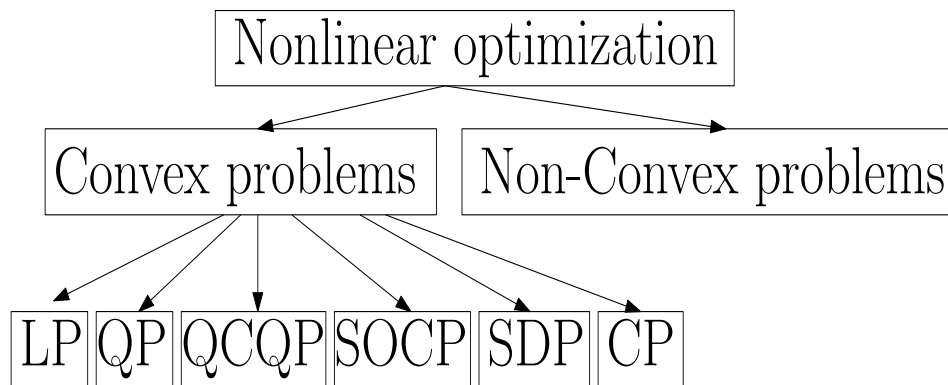 Nonlinear optimization
Convex problems
Non-Convex problems
LP
QP
QCQP
SOCP
SDP
CP